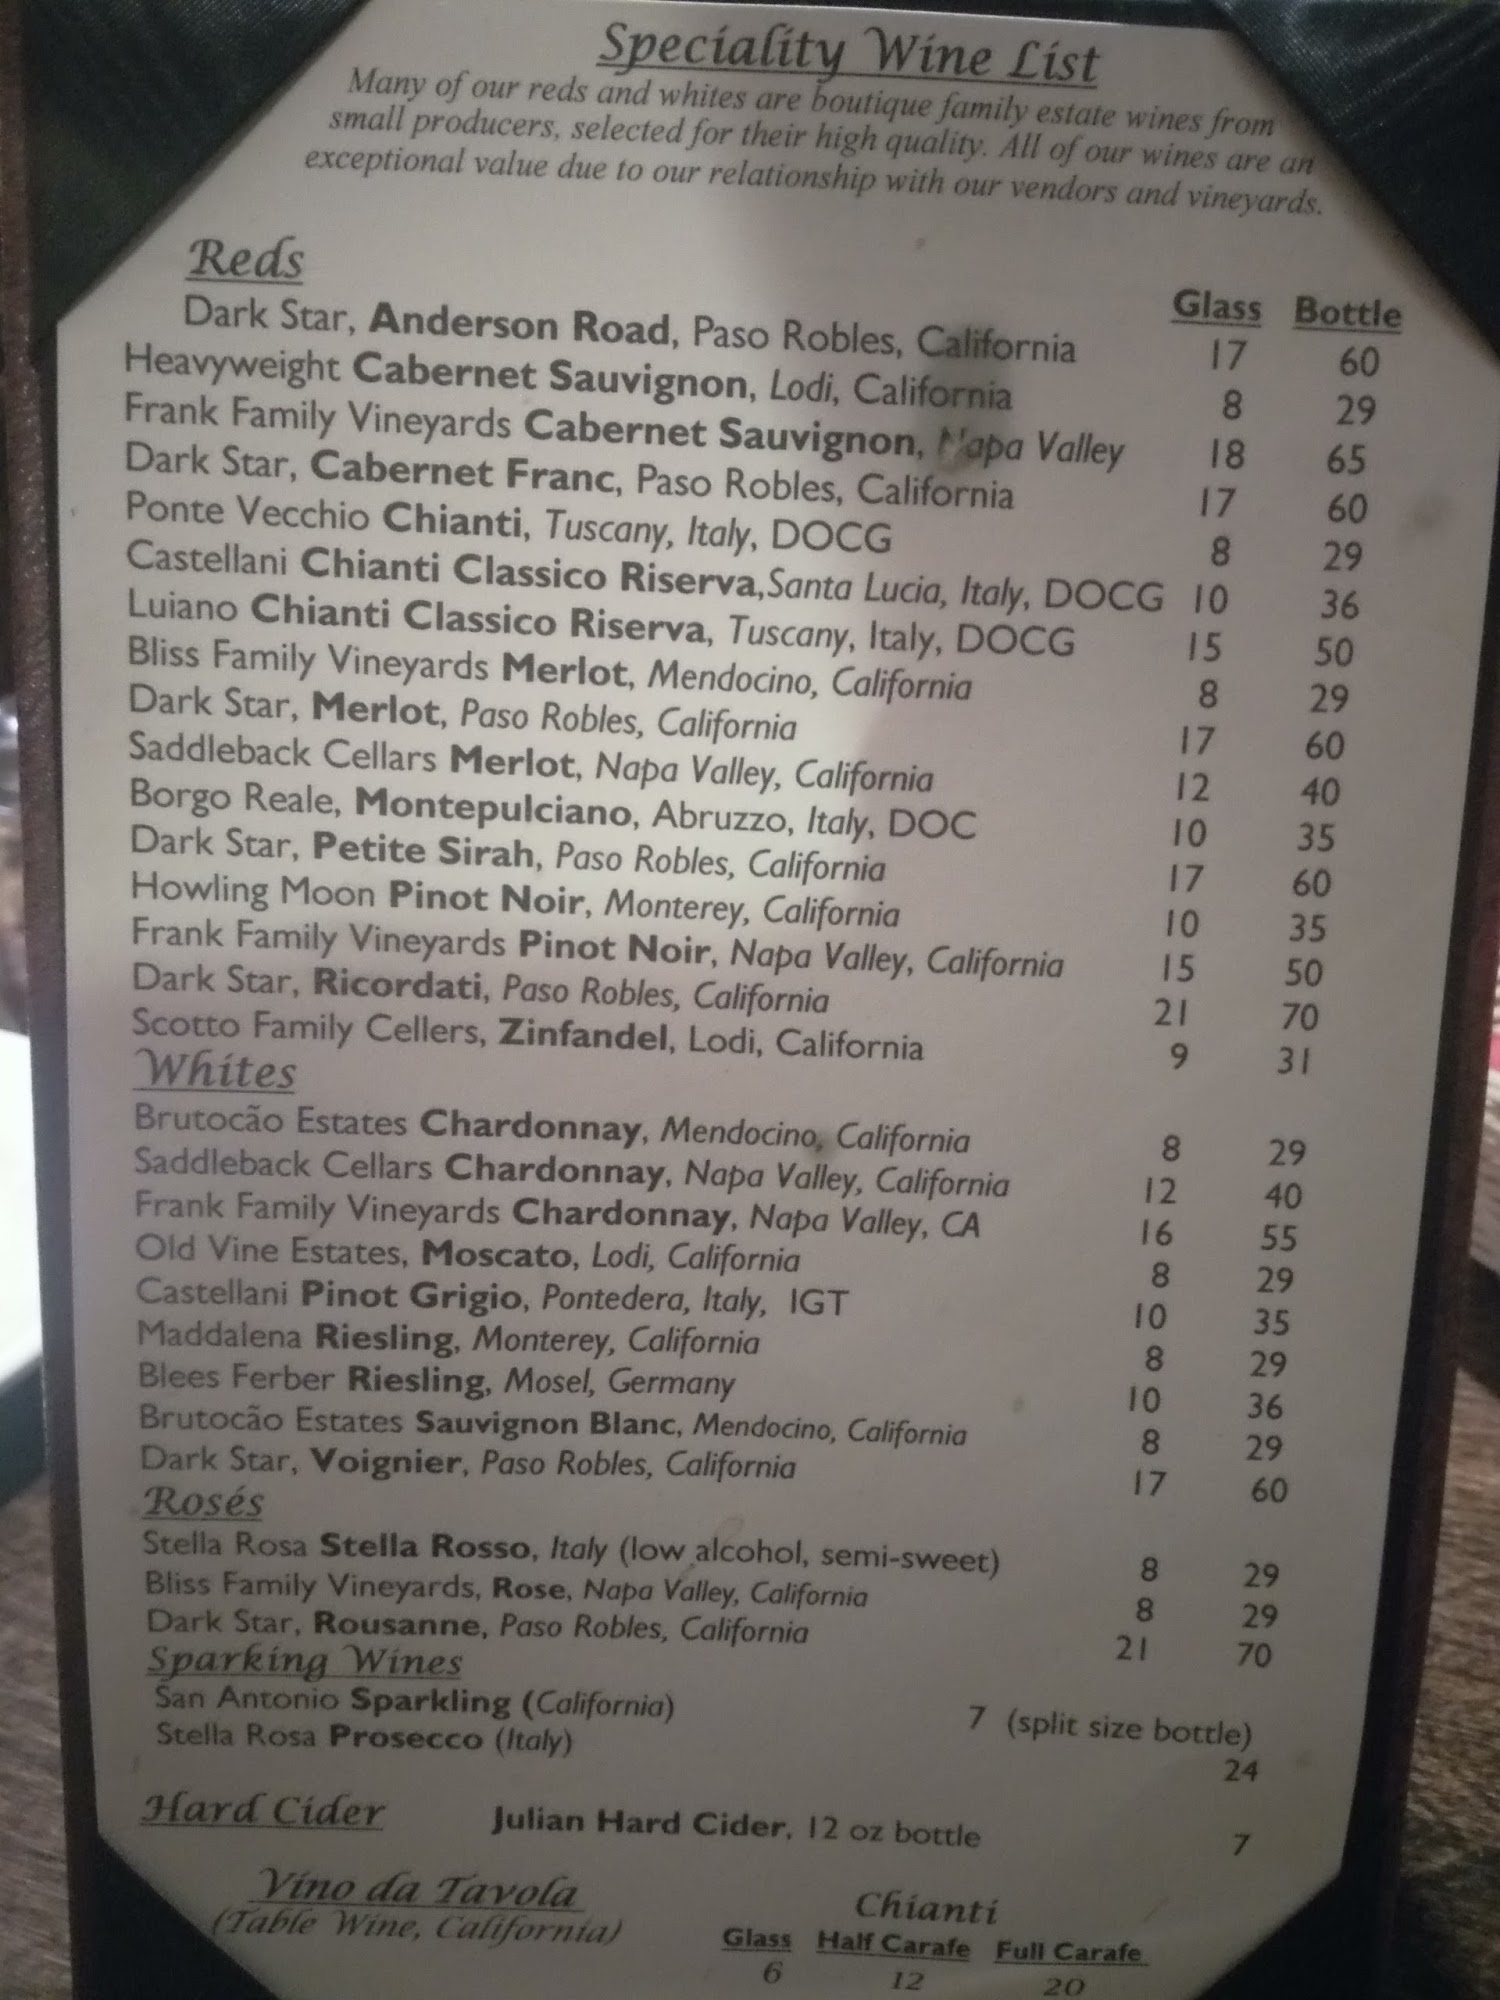 Speciality Wine List
Many of our reds and whites are boutique family estate wines from
small producers, selected for their high quality. All of our wines are an
exceptional value due to our relationship with our vendors and vineyards.
Reds
Glass Bottle
Dark Star, Anderson Road, Paso Robles, California 17 60
Heavyweight Cabernet Sauvignon, Lodi, California 8 29
Frank Family Vineyards Cabernet Sauvignon, Napa Valley 18 65
Dark Star, Cabernet Franc, Paso Robles, California 17 60
Ponte Vecchio Chianti, Tuscany, Italy, DOCG 8 29
Castellani Chianti Classico Riserva,Santa Lucia, Italy, DOCG 10 36
Luiano Chianti Classico Riserva, Tuscany, Italy, DOCG 15 50
Bliss Family Vineyards Merlot, Mendocino, California 8 29
Dark Star, Merlot, Paso Robles, California 17 60
Saddleback Cellars Merlot, Napa Valley, California 12 40
Borgo Reale, Montepulciano, Abruzzo, Italy, DOC 10 35
Dark Star, Petite Sirah, Paso Robles, California 17 60
Howling Moon Pinot Noir, Monterey, California 10 35
Frank Family Vineyards Pinot Noir, Napa Valley, California 15 50
Dark Star, Ricordati, Paso Robles, California 21 70
Scotto Family Cellers, Zinfandel, Lodi, California 9 31
Whites
Brutocão Estates Chardonnay, Mendocino, California 8 29
Saddleback Cellars Chardonnay, Napa Valley, California 12 40
Frank Family Vineyards Chardonnay, Napa Valley, CA 16 55
Old Vine Estates, Moscato, Lodi, California 8 29
Castellani Pinot Grigio, Pontedera, Italy, IGT 10 35
Maddalena Riesling, Monterey, California 8 29
Blees Ferber Riesling, Mosel, Germany 10 36
Brutocão Estates Sauvignon Blanc, Mendocino, California 8 29
Dark Star, Voignier, Paso Robles, California 17 60
Rosés
Stella Rosa Stella Rosso, Italy (low alcohol, semi-sweet) 8 29
Bliss Family Vineyards, Rose, Napa Valley, California 8 29
Dark Star, Rousanne, Paso Robles, California 21 70
Sparking Wines
San Antonio Sparkling (California) 7 (split size bottle)
Stella Rosa Prosecco (Italy) 24
Hard Cider Julian Hard Cider, 12 oz bottle 7
Vino da Tavola Chianti
(Table Wine, California) Glass Half Carafe Full Carafe
6 12 20